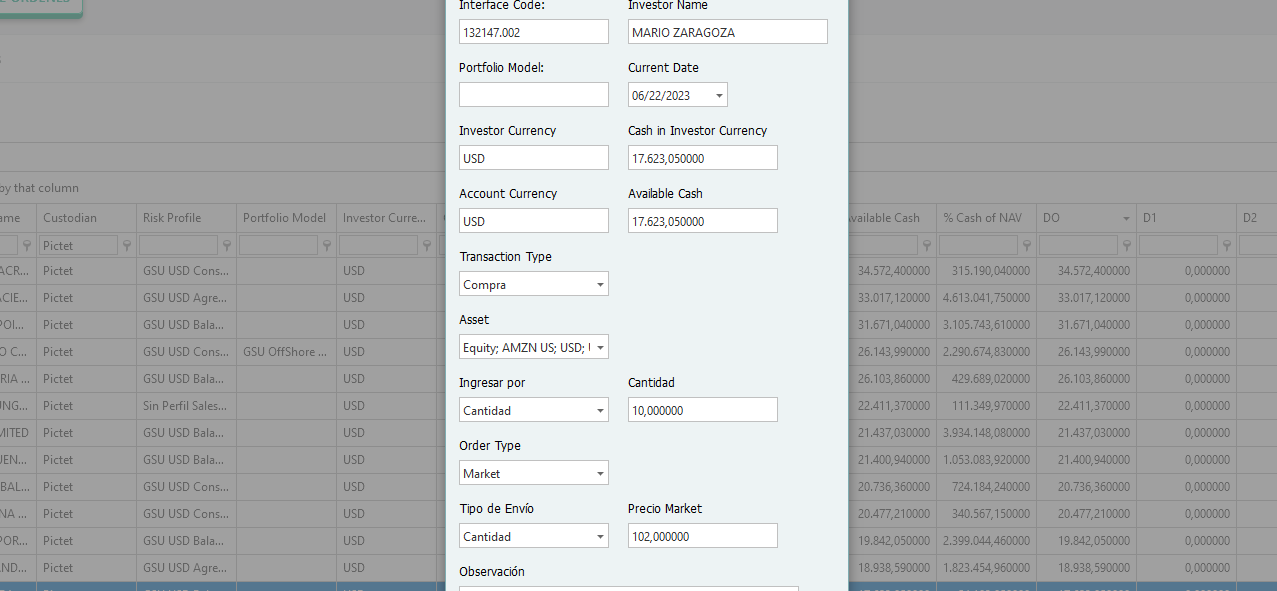 Interface Code: Investor Name
132147.002 MARIO ZARAGOZA
Portfolio Model: Current Date
06/22/2023
Investor Currency Cash in Investor Currency
USD 17.623,050000
Account Currency Available Cash
USD 17.623,050000
Transaction Type
Compra
Asset
Equity; AMZN US; USD;
Ingresar por Cantidad
Cantidad 10,000000
Order Type
Market
Tipo de Envío Precio Market
Cantidad 102,000000
Observación
by that column
ame Custodian Risk Profile Portfolio Model Investor Curre... Available Cash % Cash of NAV DO D1 D2
Pictet
ACR... Pictet GSU USD Cons... USD 34.572,400000 315.190,040000 34.572,400000 0,000000
ACIE... Pictet GSU USD Agre... USD 33.017,120000 4.613.041,750000 33.017,120000 0,000000
POI... Pictet GSU USD Bala... USD 31.671,040000 3.105.743,610000 31.671,040000 0,000000
O C... Pictet GSU USD Cons... GSU OffShore ... USD 26.143,990000 2.290.674,830000 26.143,990000 0,000000
RIA ... Pictet GSU USD Bala... USD 26.103,860000 429.689,020000 26.103,860000 0,000000
UNG... Pictet Sin Perfil Sales... USD 22.411,370000 111.349,970000 22.411,370000 0,000000
MITED Pictet GSU USD Bala... USD 21.437,030000 3.934.148,080000 21.437,030000 0,000000
UEN... Pictet GSU USD Bala... USD 21.400,940000 1.053.083,920000 21.400,940000 0,000000
BAL... Pictet GSU USD Cons... USD 20.736,360000 724.184,240000 20.736,360000 0,000000
NA ... Pictet GSU USD Cons... USD 20.477,210000 340.567,150000 20.477,210000 0,000000
POR... Pictet GSU USD Bala... USD 19.842,050000 2.399.044,460000 19.842,050000 0,000000
AND... Pictet GSU USD Agre... USD 18.938,590000 1.823.454,960000 18.938,590000 0,000000